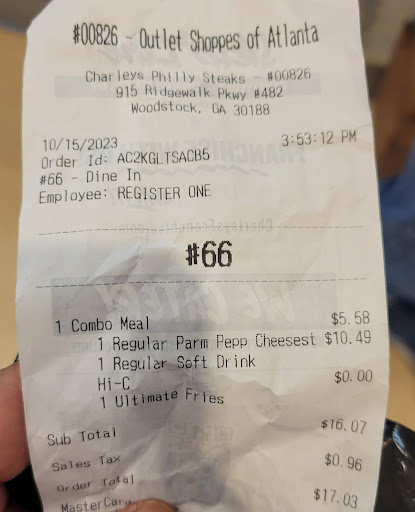 #00826 - Outlet Shoppes of Atlanta
Charleys Philly Steaks - #00826
915 Ridgewalk Pkwy #482
Woodstock, GA 30188
10/15/2023 3:53:12 PM
Order Id: AC2KGLTSACB5
#66 - Dine In
Employee: REGISTER ONE
#66
1 Combo Meal $5.58
1 Regular Parm Pepp Cheesest $10.49
1 Regular Soft Drink
Hi-C $0.00
1 Ultimate Fries
Sub Total $16.07
Sales Tax $0.96
Order Total $17.03
MasterCard